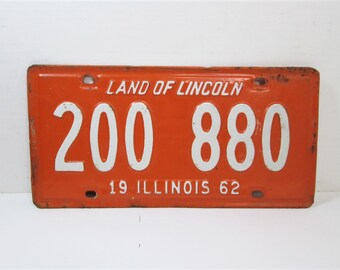 LAND OF LINCOLN
200 880
19 ILLINOIS 62